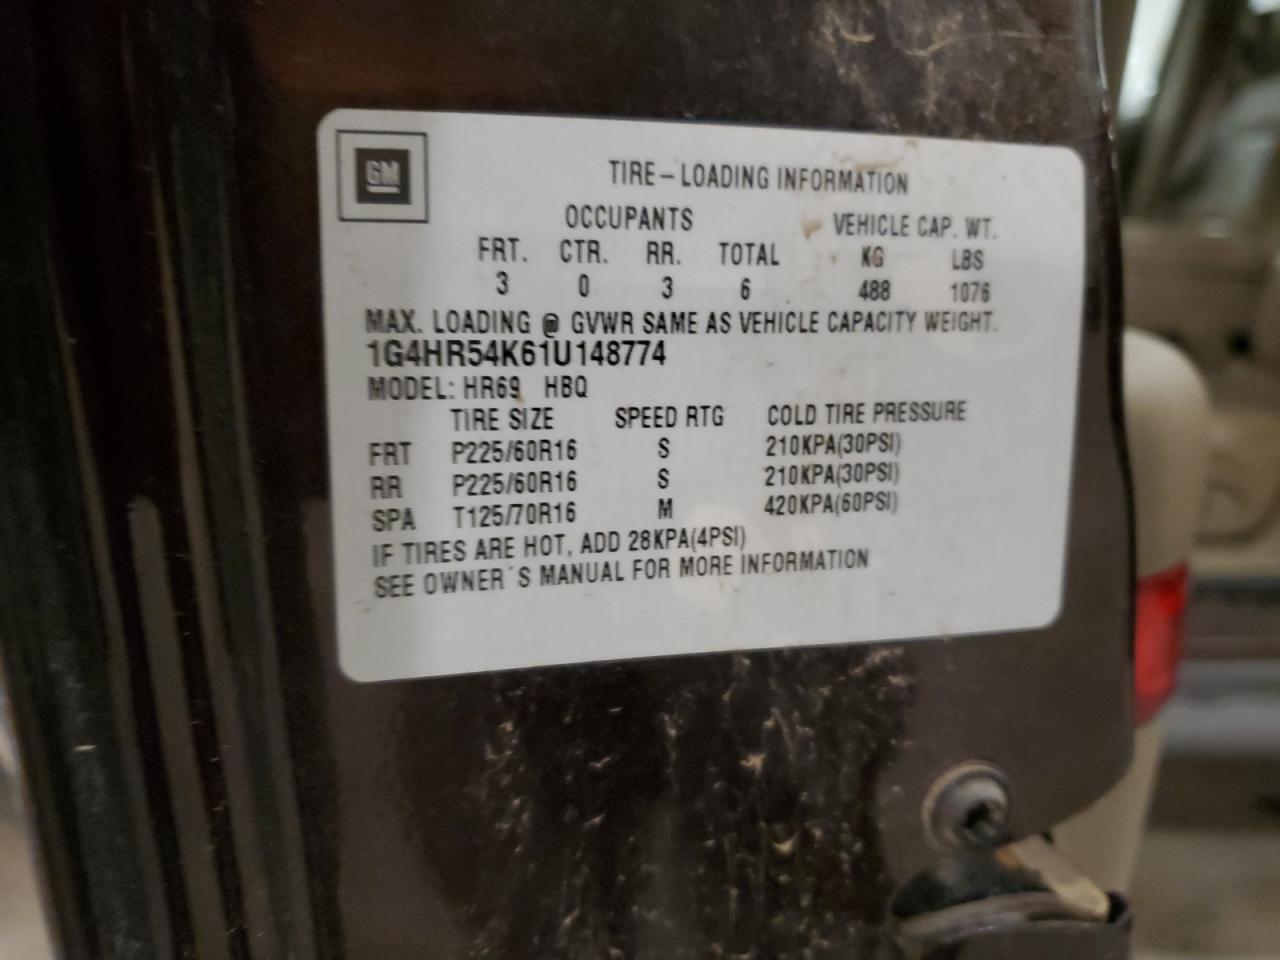 GM
TIRE-LOADING INFORMATION
OCCUPANTS VEHICLE CAP. WT.
FRT. CTR. RR. TOTAL KG LBS
3 0 3 6 488 1076
MAX. LOADING @ GVWR SAME AS VEHICLE CAPACITY WEIGHT.
1G4HR54K61U148774
MODEL: HR69 HBQ
TIRE SIZE SPEED RTG COLD TIRE PRESSURE
FRT P225/60R16 S 210KPA(30PSI)
RR P225/60R16 S 210KPA(30PSI)
SPA T125/70R16 M 420KPA(60PSI)
IF TIRES ARE HOT, ADD 28KPA(4PSI)
SEE OWNER´S MANUAL FOR MORE INFORMATION